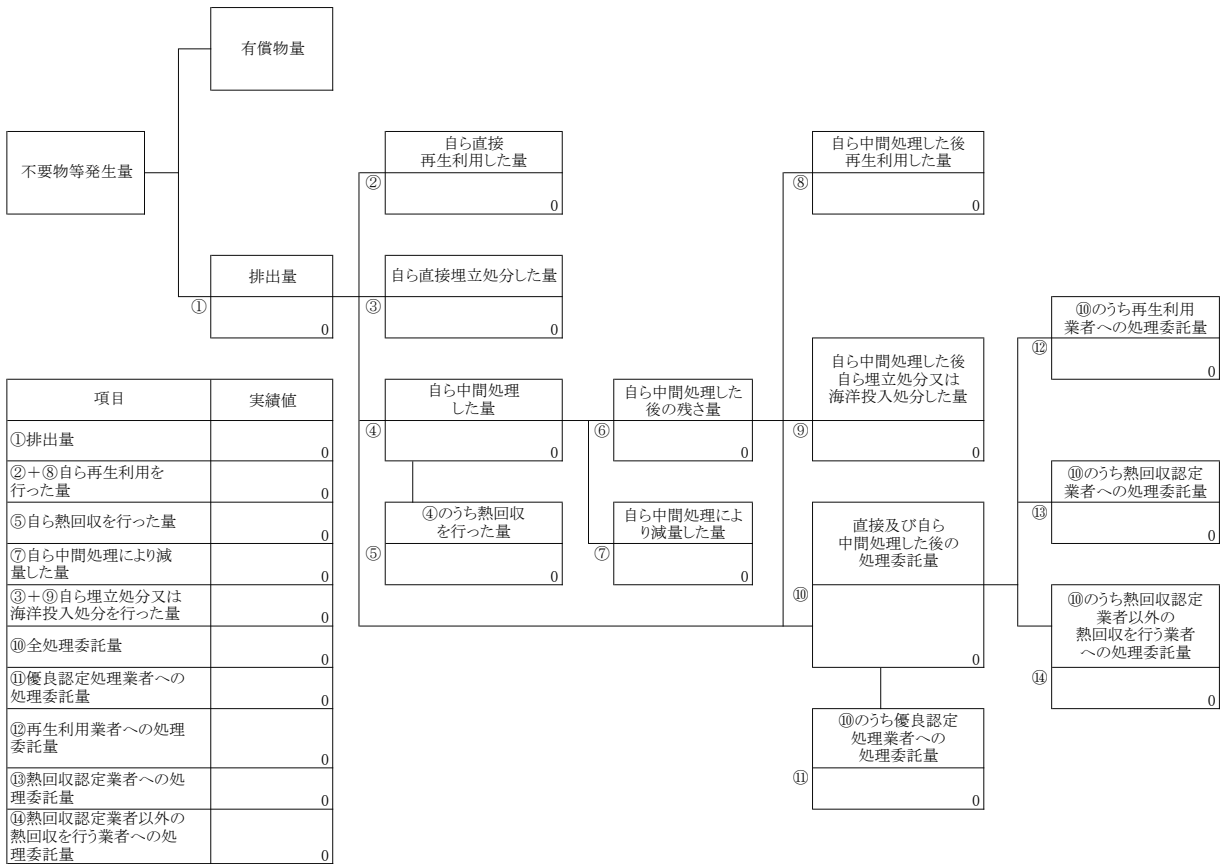 有償物量
不要物等発生量
自ら直接
再生利用した量
②
0
自ら中間処理した後
再生利用した量
⑧
0
排出量
①
0
自ら直接埋立処分した量
③
0
⑩のうち再生利用
業者への処理委託量
⑫
0
自ら中間処理
した量
④
0
自ら中間処理した
後の残さ量
⑥
0
自ら中間処理した後
自ら埋立処分又は
海洋投入処分した量
⑨
0
④のうち熱回収
を行った量
⑤
0
自ら中間処理によ
り減量した量
⑦
0
直接及び自ら
中間処理した後の
処理委託量
⑩
0
⑩のうち熱回収認定
業者への処理委託量
⑬
0
⑩のうち熱回収認定
業者以外の
熱回収を行う業者
への処理委託量
⑭
0
⑩のうち優良認定
処理業者への
処理委託量
⑪
0
項目 実績値
①排出量
0
②+⑧自ら再生利用を
行った量 0
⑤自ら熱回収を行った量
0
⑦自ら中間処理により減
量した量 0
③+⑨自ら埋立処分又は
海洋投入処分を行った量 0
⑩全処理委託量
0
⑪優良認定処理業者への
処理委託量 0
⑫再生利用業者への処理
委託量
0
⑬熱回収認定業者への処
理委託量 0
⑭熱回収認定業者以外の
熱回収を行う業者への処
理委託量 0